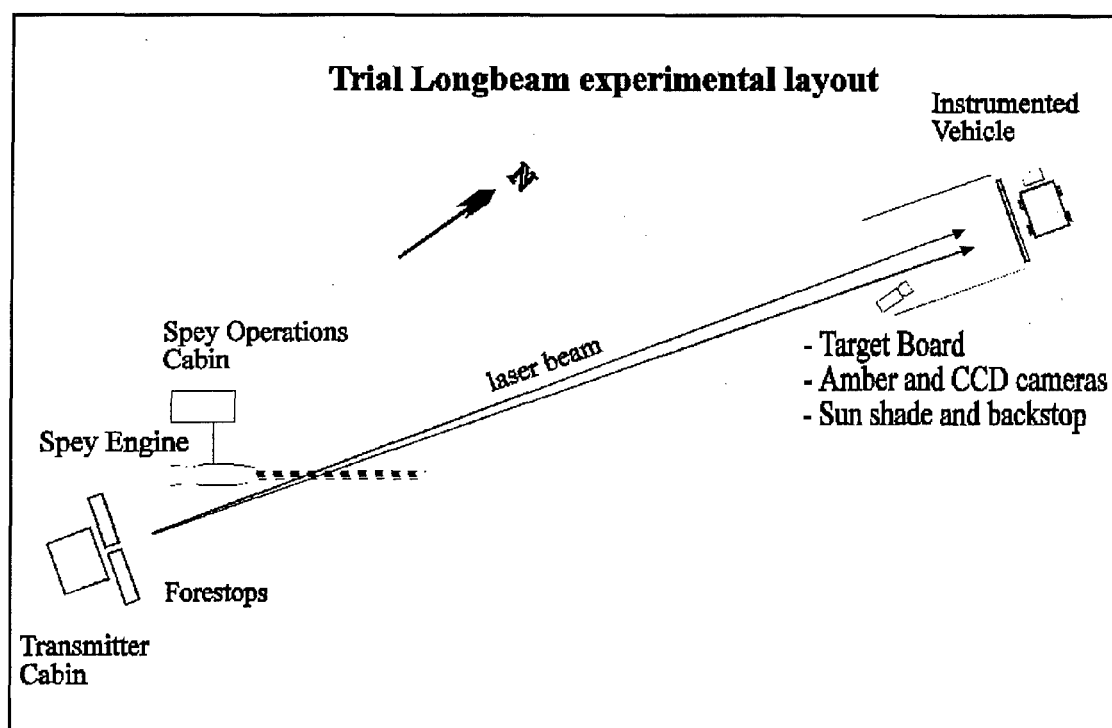 Trial Longbeam experimental layout
Instrumented
Vehicle
N
Spey Operations
Cabin
laser beam
- Target Board
- Amber and CCD cameras
- Sun shade and backstop
Spey Engine
Forestops
Transmitter
Cabin